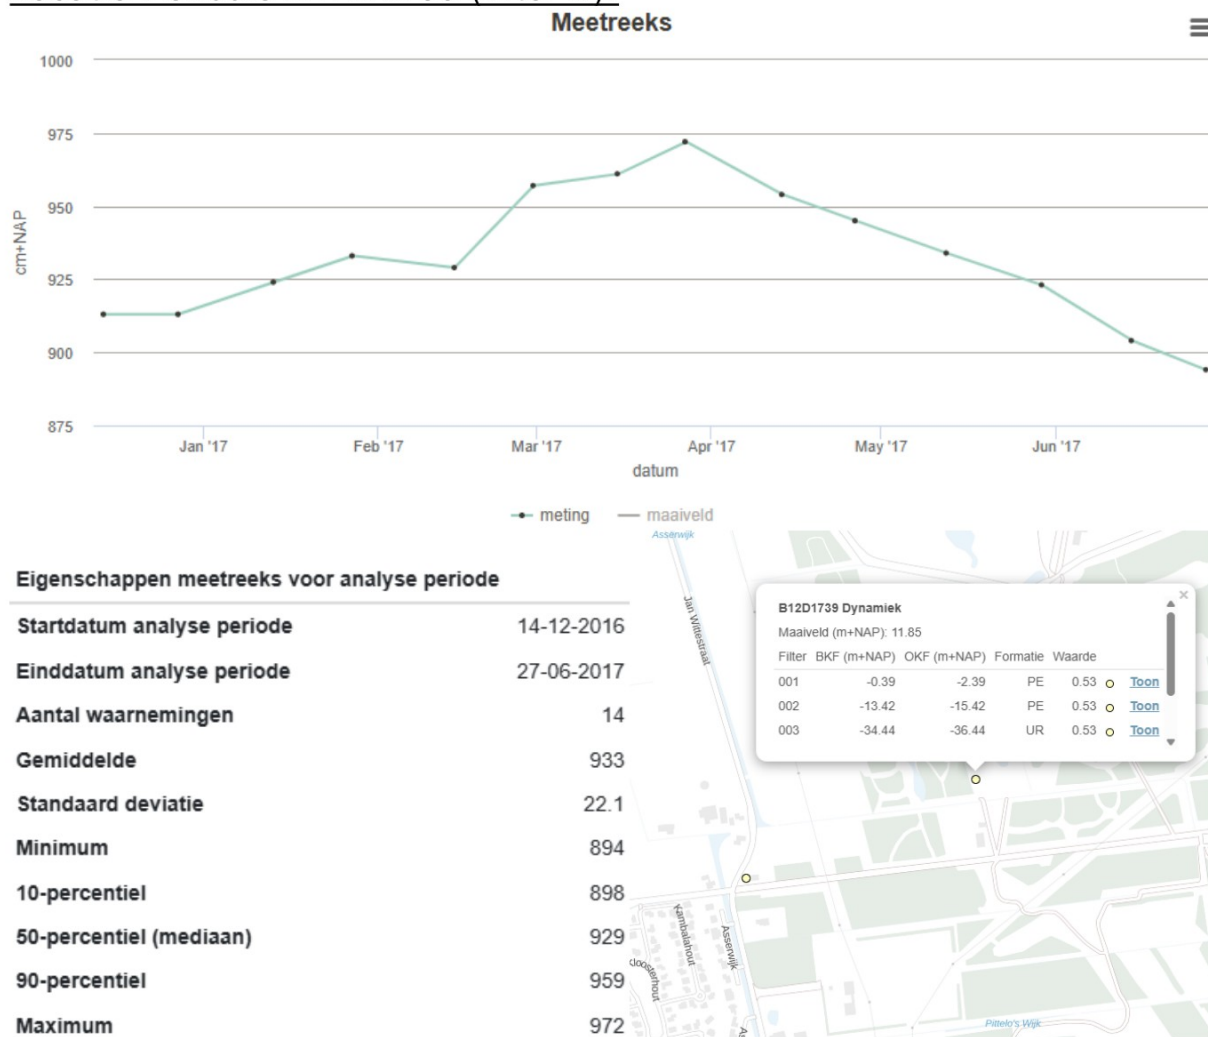 Meetreeks
1000
975
950
925
900
875
cm+NAP
Jan '17
Feb '17
Mar '17
Apr '17
May '17
Jun '17
datum
meting
maaiveld
Eigenschappen meetreeks voor analyse periode
Startdatum analyse periode 14-12-2016
Einddatum analyse periode 27-06-2017
Aantal waarnemingen 14
Gemiddelde 933
Standaard deviatie 22.1
Minimum 894
10-percentiel 898
50-percentiel (mediaan) 929
90-percentiel 959
Maximum 972
Asserwijk
Jan Wittestraat
B12D1739 Dynamiek
Maaiveld (m+NAP): 11.85
Filter BKF (m+NAP) OKF (m+NAP) Formatie Waarde
001 -0.39 -2.39 PE 0.53 Toon
002 -13.42 -15.42 PE 0.53 Toon
003 -34.44 -36.44 UR 0.53 Toon
Kambalahout
Asserwijk
Kloosterhout
Pittelo's Wijk